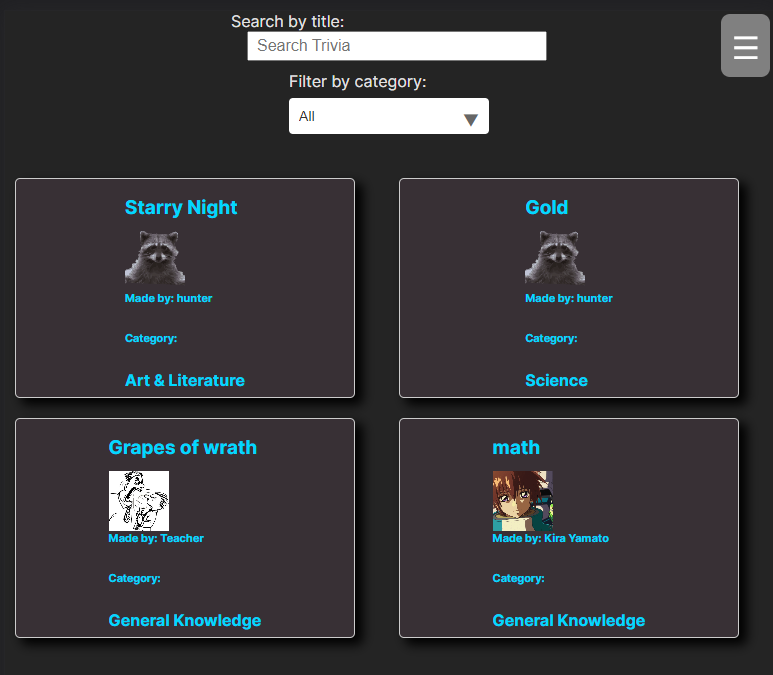 Search by title:
Search Trivia
Filter by category:
All
Starry Night
Made by: hunter
Category:
Art & Literature
Gold
Made by: hunter
Category:
Science
Grapes of wrath
Made by: Teacher
Category:
General Knowledge
math
Made by: Kira Yamato
Category:
General Knowledge